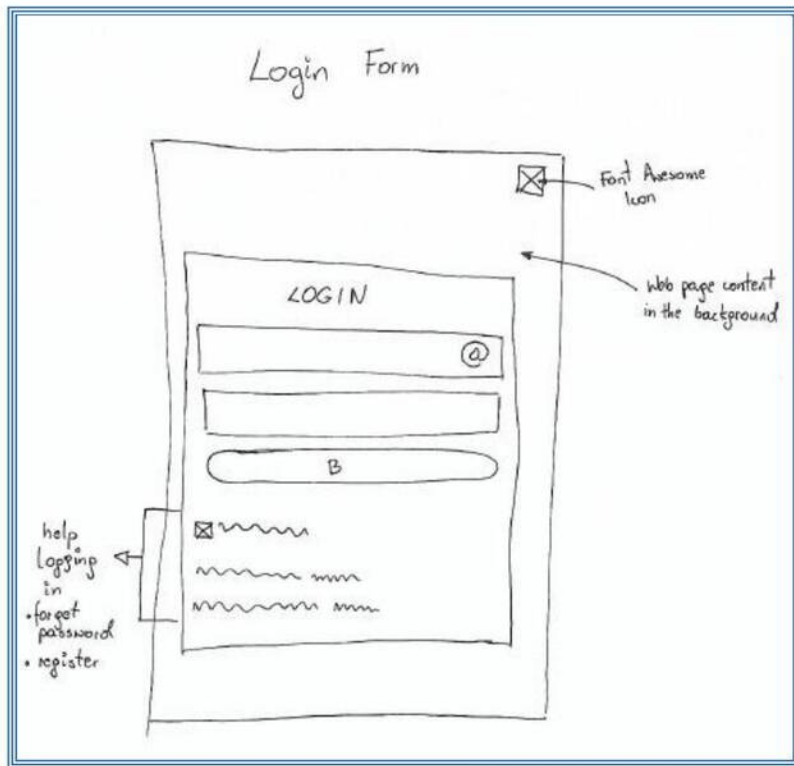 Login Form
Font Awesome
Icon
Web page content
in the background
LOGIN
@
B
help
logging
in
• forget
password
• register